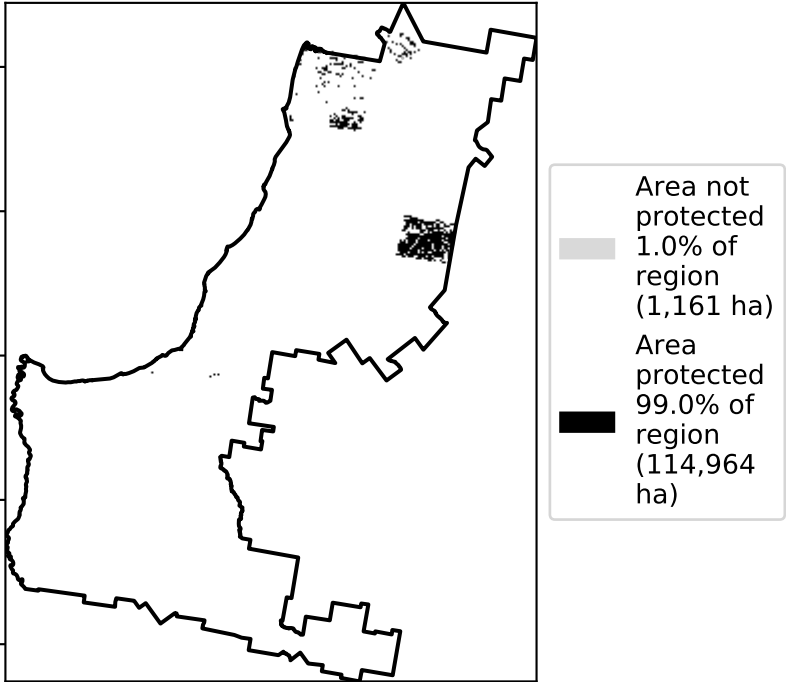 Area not
protected
1.0% of
region
(1,161 ha)
Area
protected
99.0% of
region
(114,964
ha)